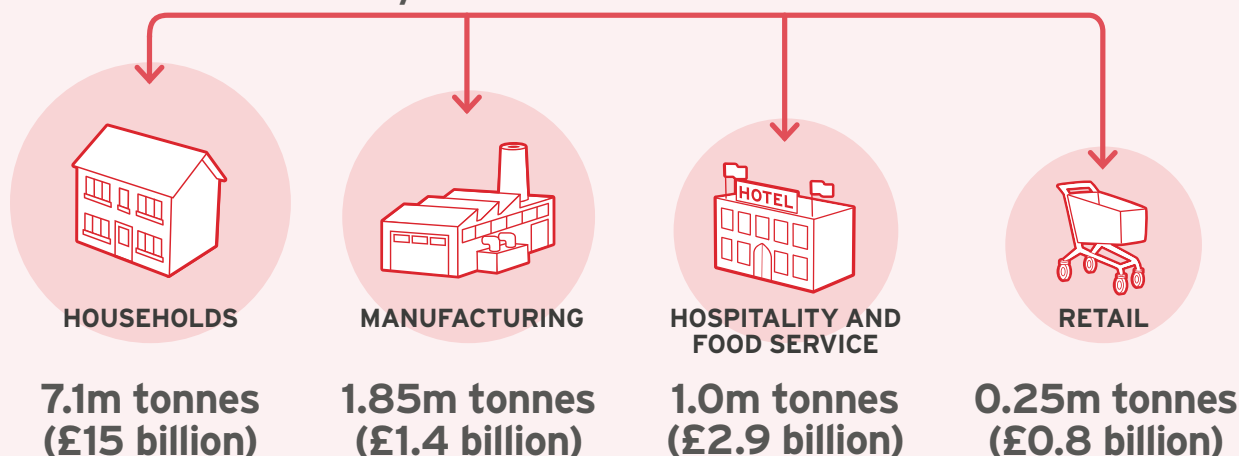 HOTEL
HOUSEHOLDS
7.1m tonnes
(£15 billion)
MANUFACTURING
1.85m tonnes
(£1.4 billion)
HOSPITALITY AND
FOOD SERVICE
1.0m tonnes
(£2.9 billion)
RETAIL
0.25m tonnes
(£0.8 billion)